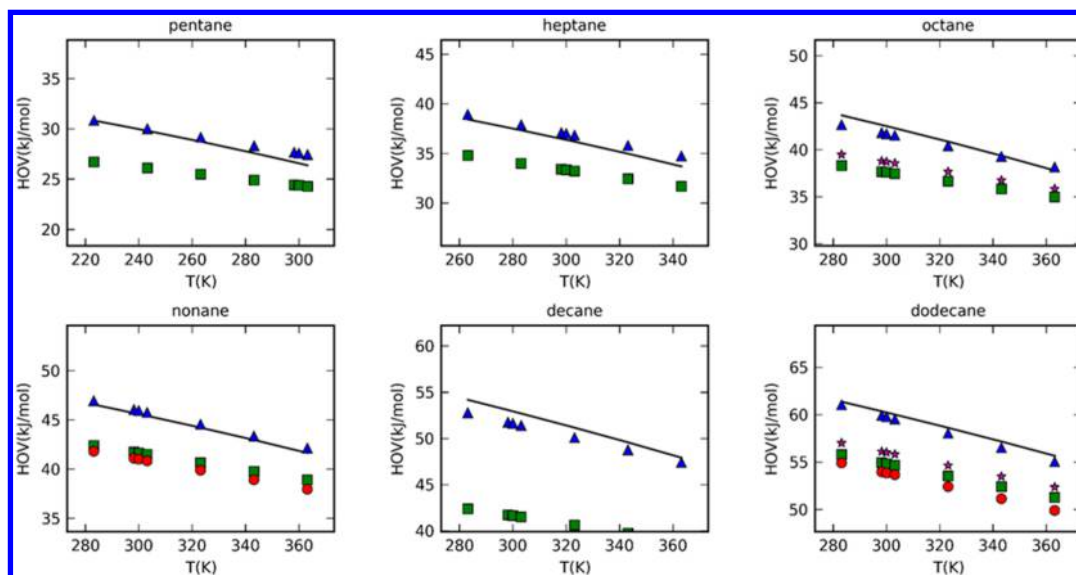 pentane
heptane
octane
HOV(kJ/mol)
35
30
25
20
220 240 260 280 300
T(K)
HOV(kJ/mol)
45
40
35
30
260 280 300 320 340
T(K)
HOV(kJ/mol)
50
45
40
35
30
280 300 320 340 360
T(K)
nonane
decane
dodecane
HOV(kJ/mol)
50
45
40
35
280 300 320 340 360
T(K)
HOV(kJ/mol)
60
55
50
45
40
280 300 320 340 360
T(K)
HOV(kJ/mol)
65
60
55
50
280 300 320 340 360
T(K)